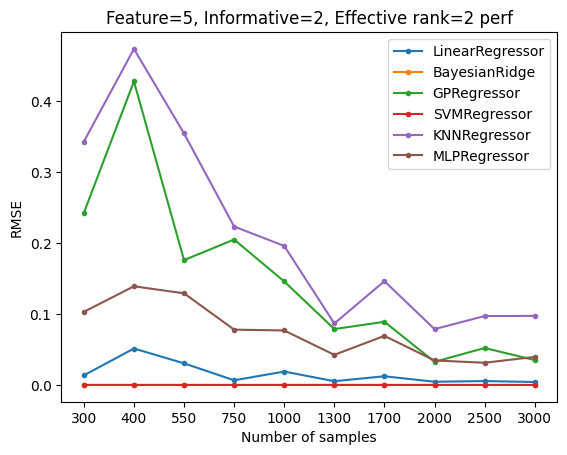 Feature=5, Informative=2, Effective rank=2 perf
LinearRegressor
BayesianRidge
GPRegressor
SVMRegressor
KNNRegressor
MLPRegressor
RMSE
0.4
0.3
0.2
0.1
0.0
300 400 550 750 1000 1300 1700 2000 2500 3000
Number of samples